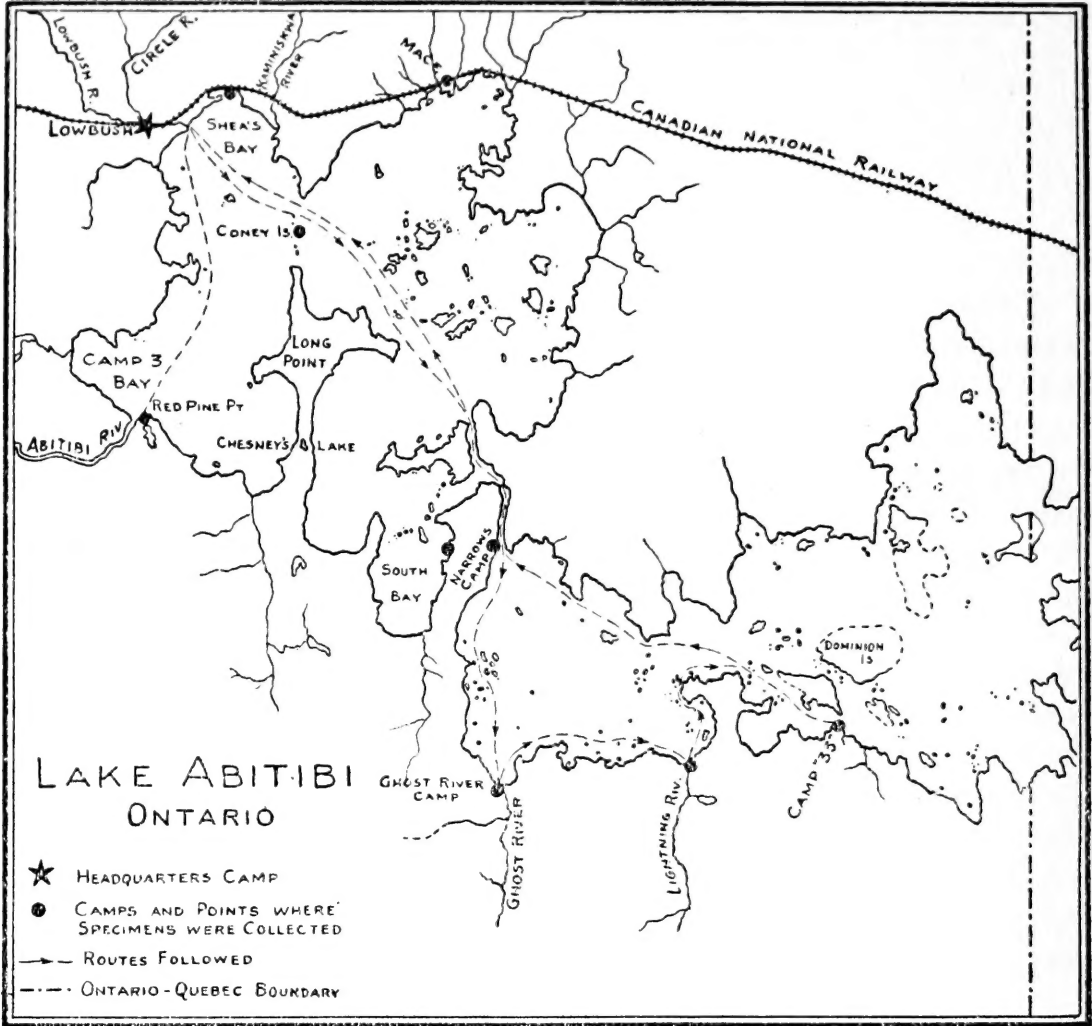 LOWBUSH R.
CIRCLE R.
KAMINISKWA
RIVER
MACE
CANADIAN NATIONAL RAILWAY
LOWBUSH
SHEA'S
BAY
CONEY IS.
LONG
POINT
CAMP 3
BAY
RED PINE PT
ABITIBI RIV.
CHESNEY'S LAKE
SOUTH
BAY
NARROWS
CAMP
DOMINION
IS
CAMP 33
GHOST RIVER
CAMP
GHOST RIVER
LIGHTNING RIV.
LAKE ABITIBI
ONTARIO
HEADQUARTERS CAMP
CAMPS AND POINTS WHERE
SPECIMENS WERE COLLECTED
ROUTES FOLLOWED
ONTARIO-QUEBEC BOUNDARY